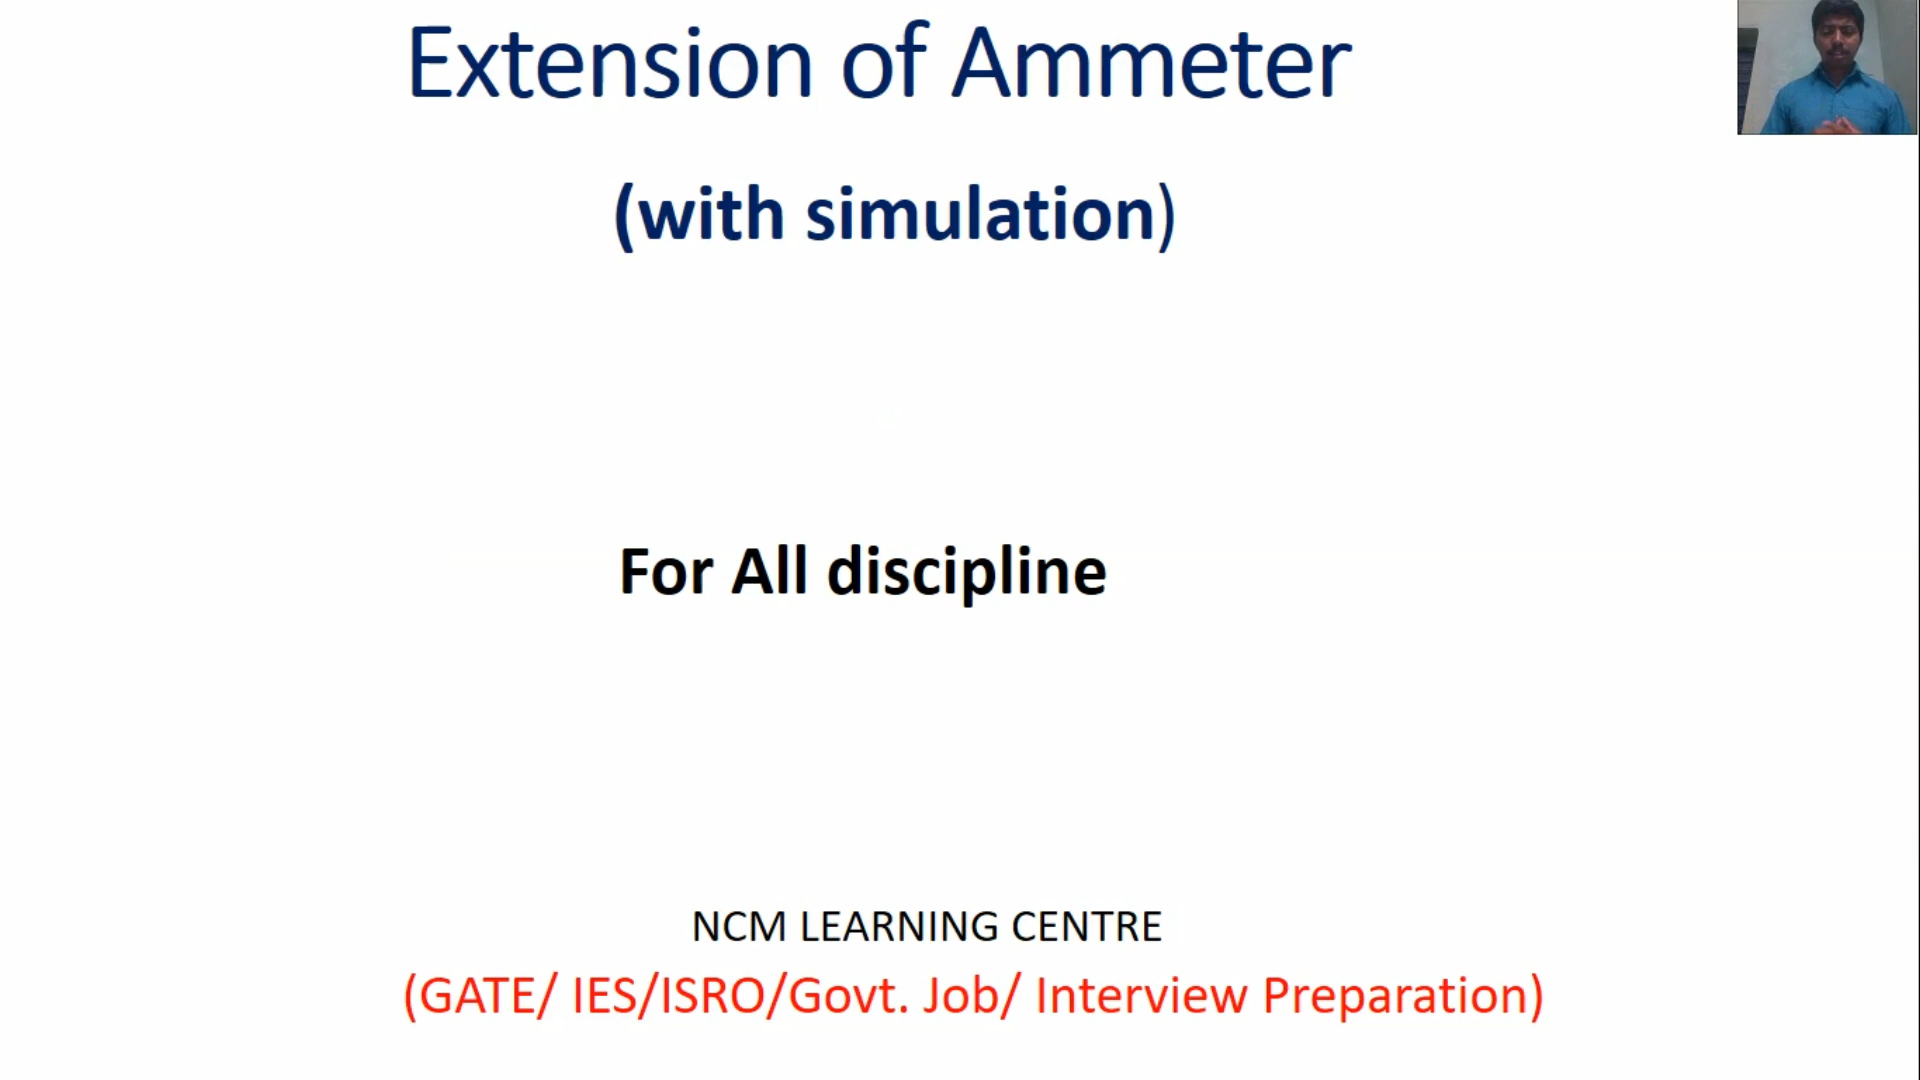 Extension of Ammeter
(with simulation)
For All discipline
NCM LEARNING CENTRE
(GATE/ IES/ISRO/Govt. Job/ Interview Preparation)